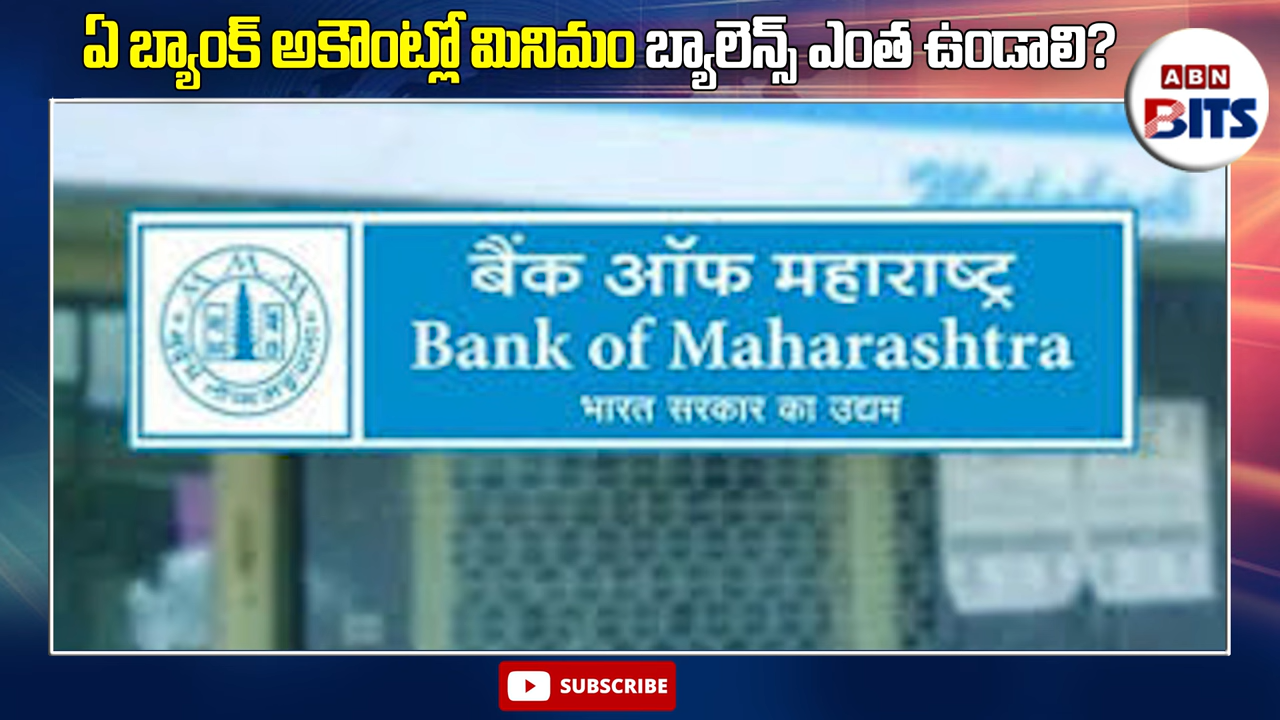 ఏ బ్యాంక్ అకౌంట్లో మినిమం బ్యాలెన్స్ ఎంత ఉండాలి?
ABN
BITS
बैंक ऑफ महाराष्ट्र
Bank of Maharashtra
भारत सरकार का उद्यम
SUBSCRIBE